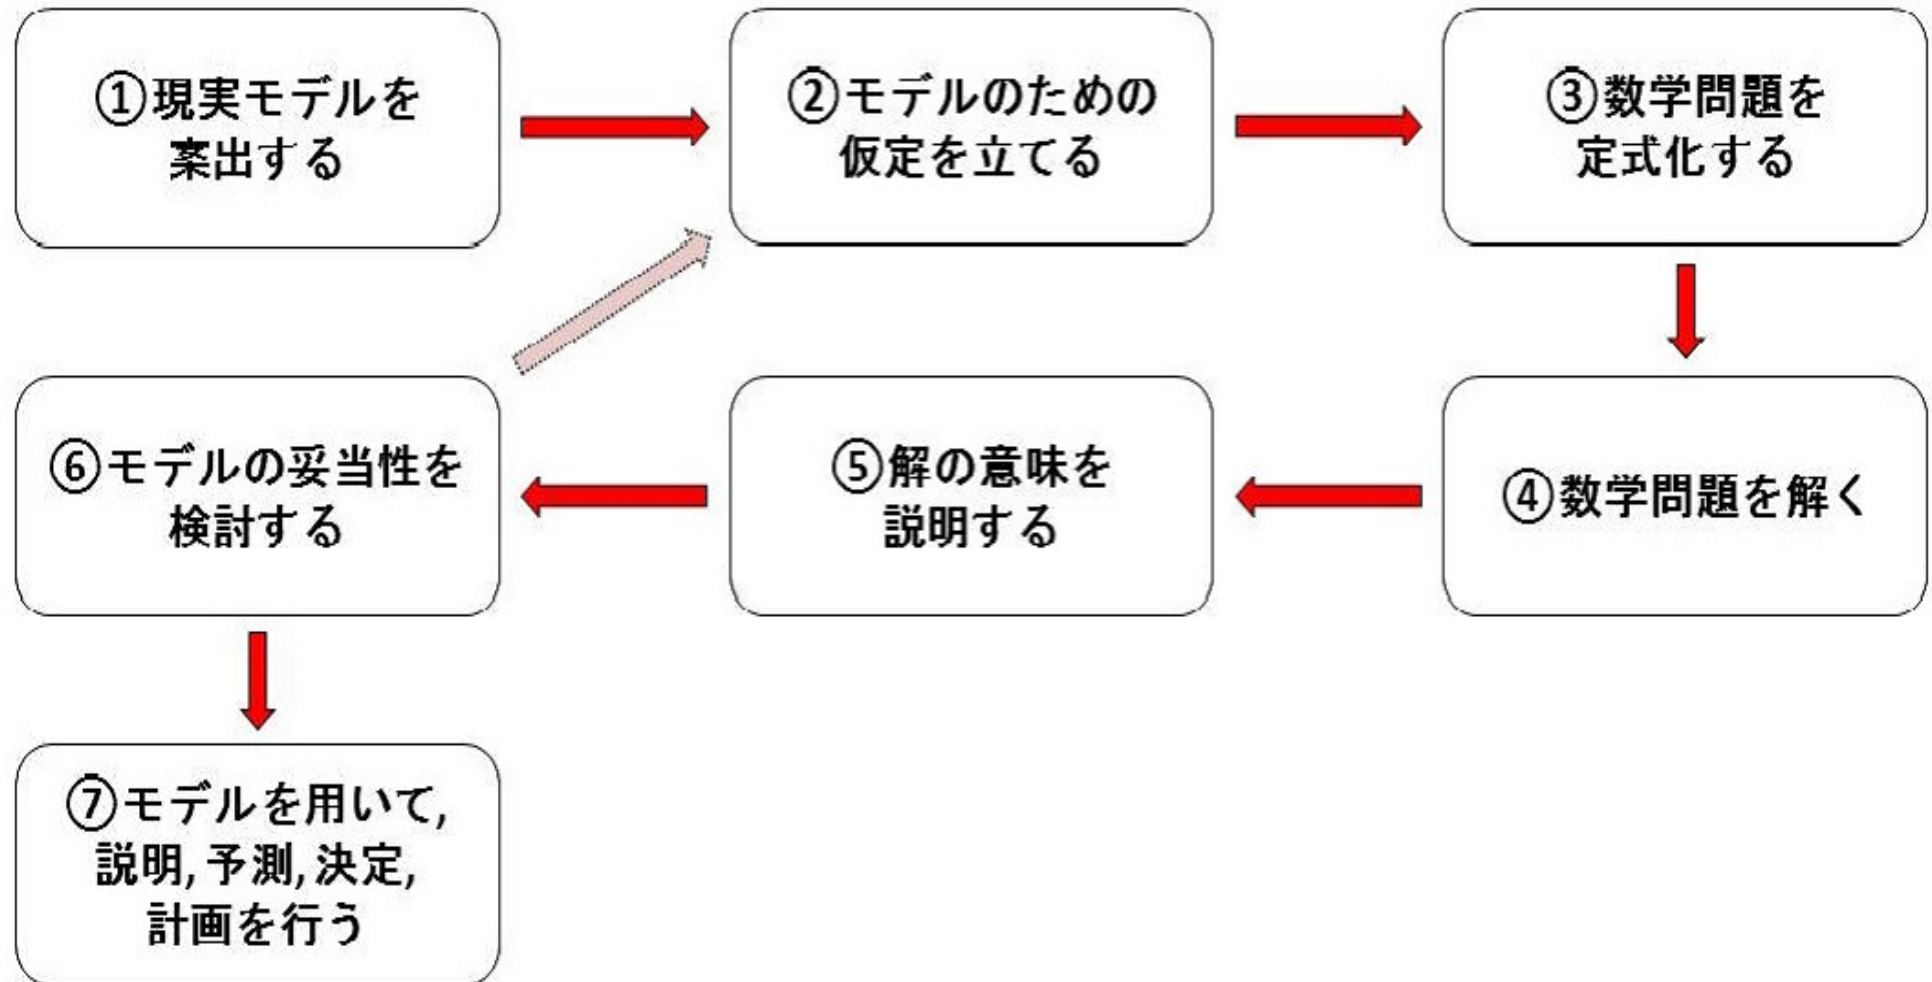 ①現実モデルを
案出する
②モデルのための
仮定を立てる
③数学問題を
定式化する
④数学問題を解く
⑤解の意味を
説明する
⑥モデルの妥当性を
検討する
⑦モデルを用いて,
説明,予測,決定,
計画を行う